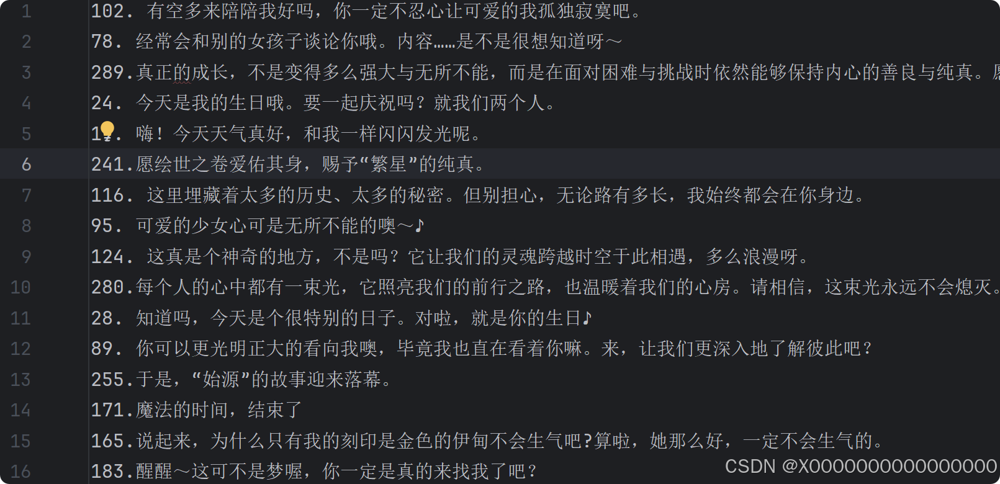 1 102. 有空多来陪陪我好吗，你一定不忍心让可爱的我孤独寂寞吧。
2 78. 经常会和别的女孩子谈论你哦。内容……是不是很想知道呀～
3 289.真正的成长，不是变得多么强大与无所不能，而是在面对困难与挑战时依然能够保持内心的善良与纯真。愿
4 24. 今天是我的生日哦。要一起庆祝吗？就我们两个人。
5 1 . 嗨！今天天气真好，和我一样闪闪发光呢。
6 241.愿绘世之卷爱佑其身，赐予“繁星”的纯真。
7 116. 这里埋藏着太多的历史、太多的秘密。但别担心，无论路有多长，我始终都会在你身边。
8 95. 可爱的少女心可是无所不能的噢～♪
9 124. 这真是个神奇的地方，不是吗？它让我们的灵魂跨越时空于此相遇，多么浪漫呀。
10 280.每个人的心中都有一束光，它照亮我们的前行之路，也温暖着我们的心房。请相信，这束光永远不会熄灭。
11 28. 知道吗，今天是个很特别的日子。对啦，就是你的生日♪
12 89. 你可以更光明正大的看向我噢，毕竟我也直在看着你嘛。来，让我们更深入地了解彼此吧？
13 255.于是，“始源”的故事迎来落幕。
14 171.魔法的时间，结束了
15 165.说起来，为什么只有我的刻印是金色的伊甸不会生气吧?算啦，她那么好，一定不会生气的。
16 183.醒醒～这可不是梦喔，你一定是真的来找我了吧？
CSDN @X0000000000000000